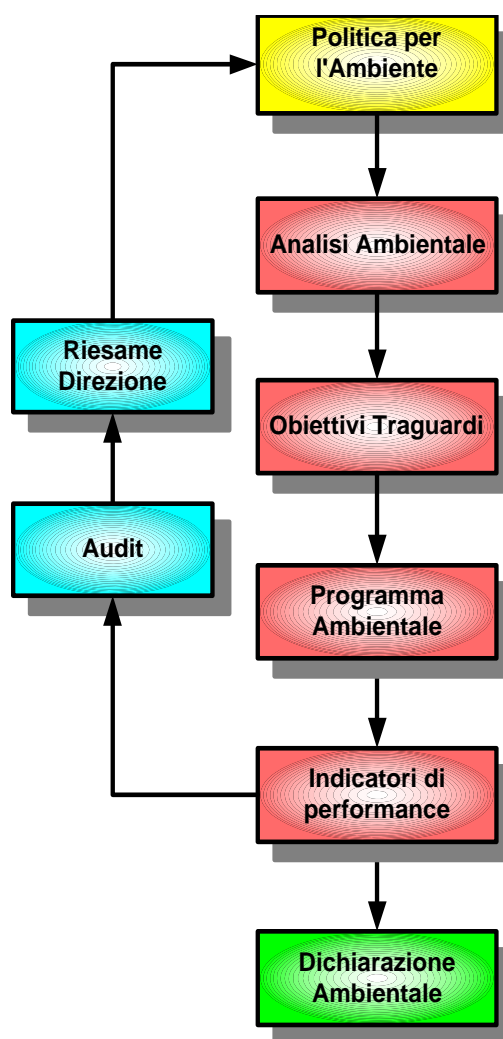 Politica per
l'Ambiente
Analisi Ambientale
Riesame
Direzione
Obiettivi Traguardi
Audit
Programma
Ambientale
Indicatori di
performance
Dichiarazione
Ambientale